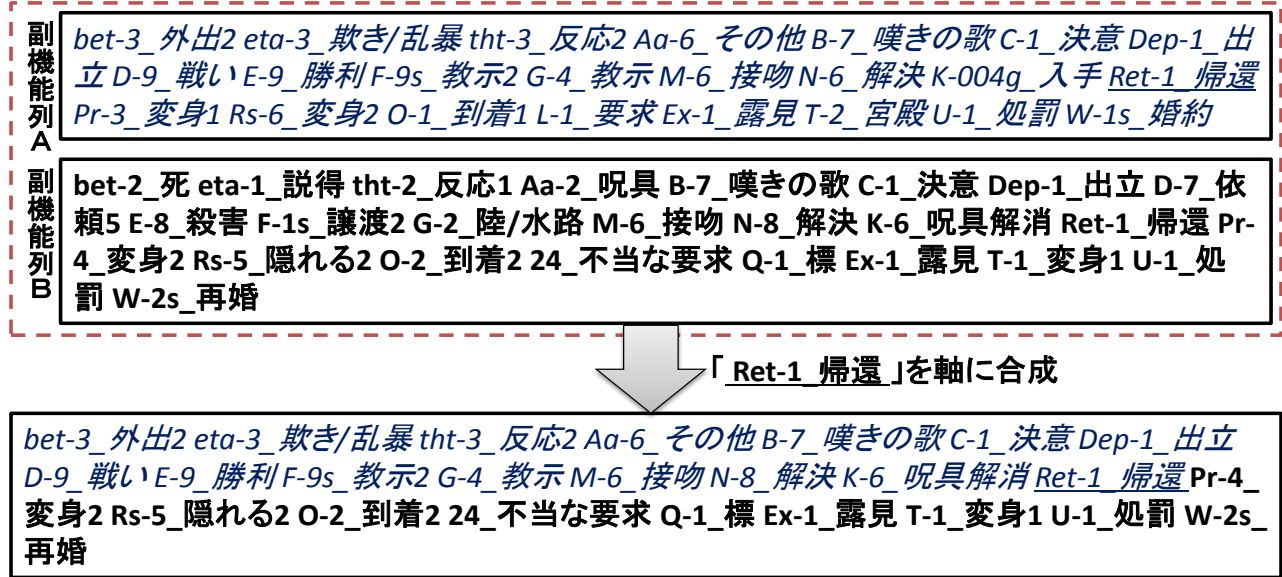 副機能列A
bet-3_外出2 eta-3_欺き/乱暴 tht-3_反応2 Aa-6_その他 B-7_嘆きの歌 C-1_決意 Dep-1_出
立 D-9_戦い E-9_勝利 F-9s_教示2 G-4_教示 M-6_接吻 N-6_解決 K-004g_入手 Ret-1_帰還
Pr-3_変身1 Rs-6_変身2 O-1_到着1 L-1_要求 Ex-1_露見 T-2_宮殿 U-1_処罰 W-1s_婚約
副機能列B
bet-2_死 eta-1_説得 tht-2_反応1 Aa-2_呪具 B-7_嘆きの歌 C-1_決意 Dep-1_出立 D-7_依
頼5 E-8_殺害 F-1s_譲渡2 G-2_陸/水路 M-6_接吻 N-8_解決 K-6_呪具解消 Ret-1_帰還 Pr-
4_変身2 Rs-5_隠れる2 O-2_到着2 24_不当な要求 Q-1_標 Ex-1_露見 T-1_変身1 U-1_処
罰 W-2s_再婚
「 Ret-1_帰還 」を軸に合成
bet-3_外出2 eta-3_欺き/乱暴 tht-3_反応2 Aa-6_その他 B-7_嘆きの歌 C-1_決意 Dep-1_出立
D-9_戦い E-9_勝利 F-9s_教示2 G-4_教示 M-6_接吻 N-8_解決 K-6_呪具解消 Ret-1_帰還 Pr-4_
変身2 Rs-5_隠れる2 O-2_到着2 24_不当な要求 Q-1_標 Ex-1_露見 T-1_変身1 U-1_処罰 W-2s_
再婚